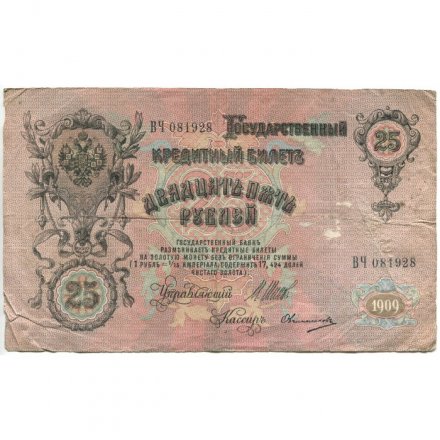 ВЧ 081928
Государственный
25
Кредитный Билетъ
Двадцать пять
рублей
Государственный Банкъ
размѣниваетъ кредитные билеты
на золотую монету безъ ограниченія суммы
(1 рубль = 1/15 имперіала, содержитъ 17,424 долей
чистаго золота).
ВЧ 081928
25
Управляющій
1909
Кассиръ